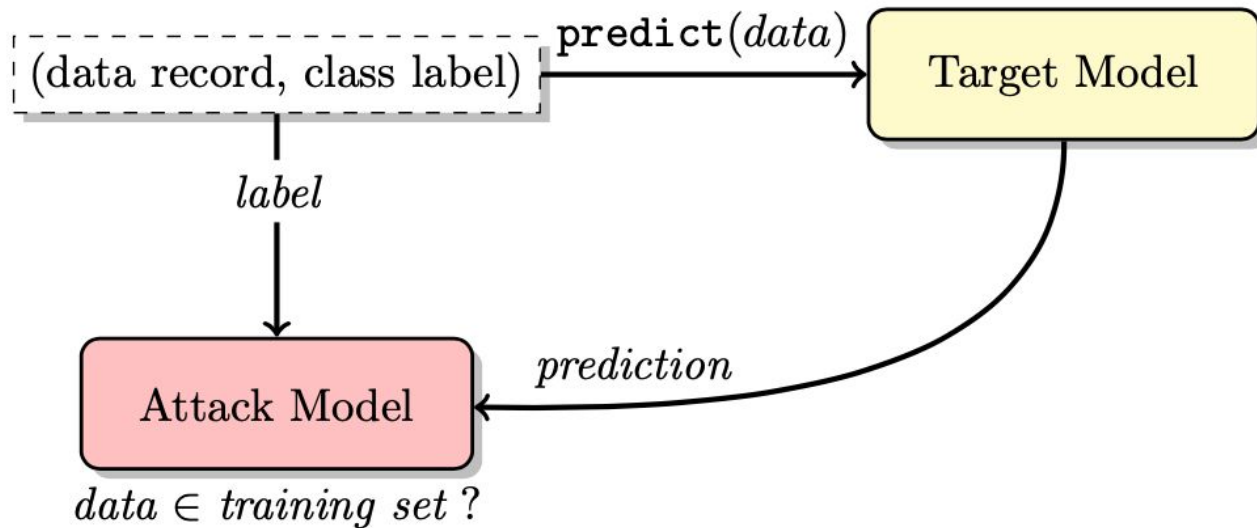 predict(data)
(data record, class label)
Target Model
label
prediction
Attack Model
data ∈ training set ?